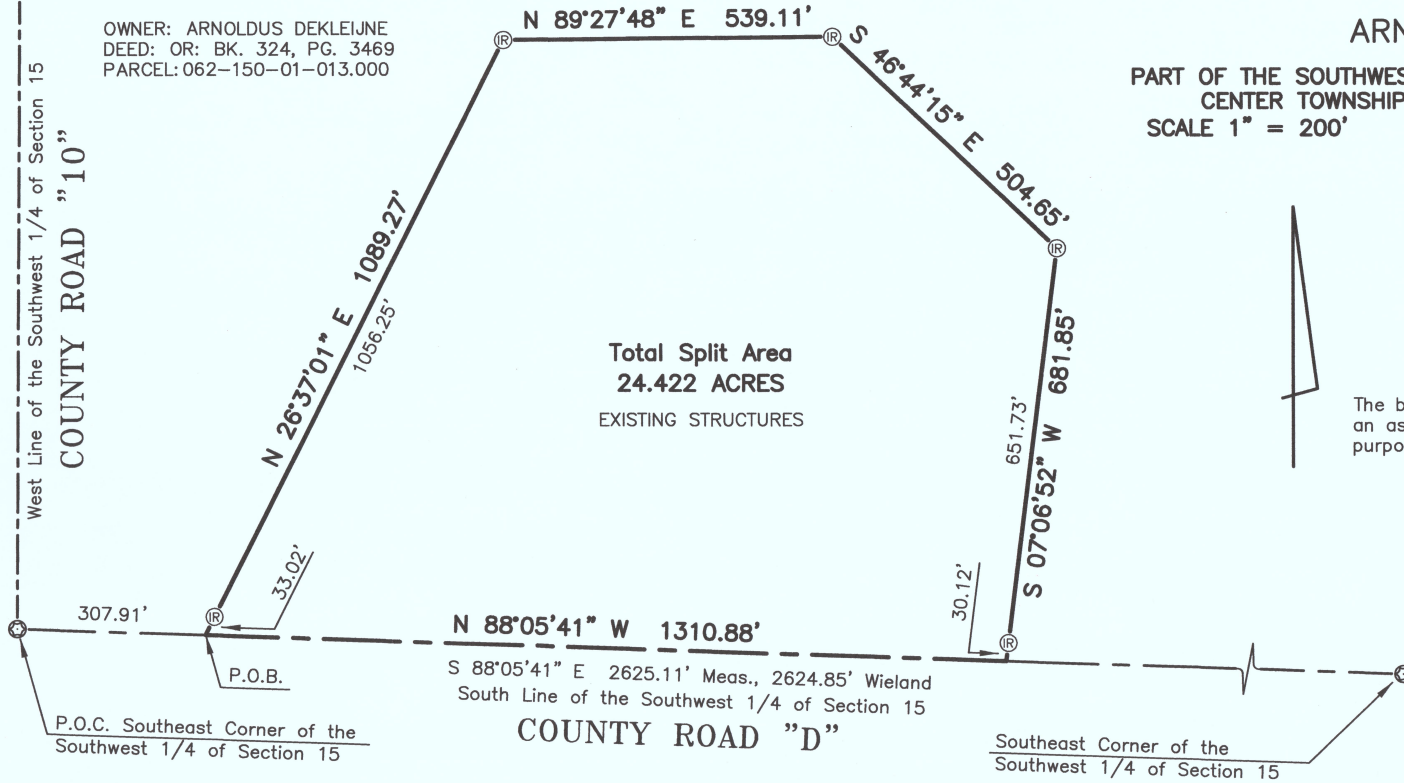 OWNER: ARNOLDUS DEKLEIJNE
DEED: OR: BK. 324, PG. 3469
PARCEL: 062-150-01-013.000
N 89°27'48" E 539.11'
IR
IR
S 46°44'15" E 504.65'
ARN
PART OF THE SOUTHWES
CENTER TOWNSHIP
SCALE 1" = 200'
West Line of the Southwest 1/4 of Section 15
COUNTY ROAD "10"
N 26°37'01" E 1089.27'
1056.25'
IR
Total Split Area
24.422 ACRES
EXISTING STRUCTURES
S 07°06'52" W 681.85'
651.73'
The b
an as
purpo
33.02'
30.12'
IR
IR
307.91'
N 88°05'41" W 1310.88'
P.O.B.
S 88°05'41" E 2625.11' Meas., 2624.85' Wieland
South Line of the Southwest 1/4 of Section 15
COUNTY ROAD "D"
P.O.C. Southeast Corner of the
Southwest 1/4 of Section 15
Southeast Corner of the
Southwest 1/4 of Section 15